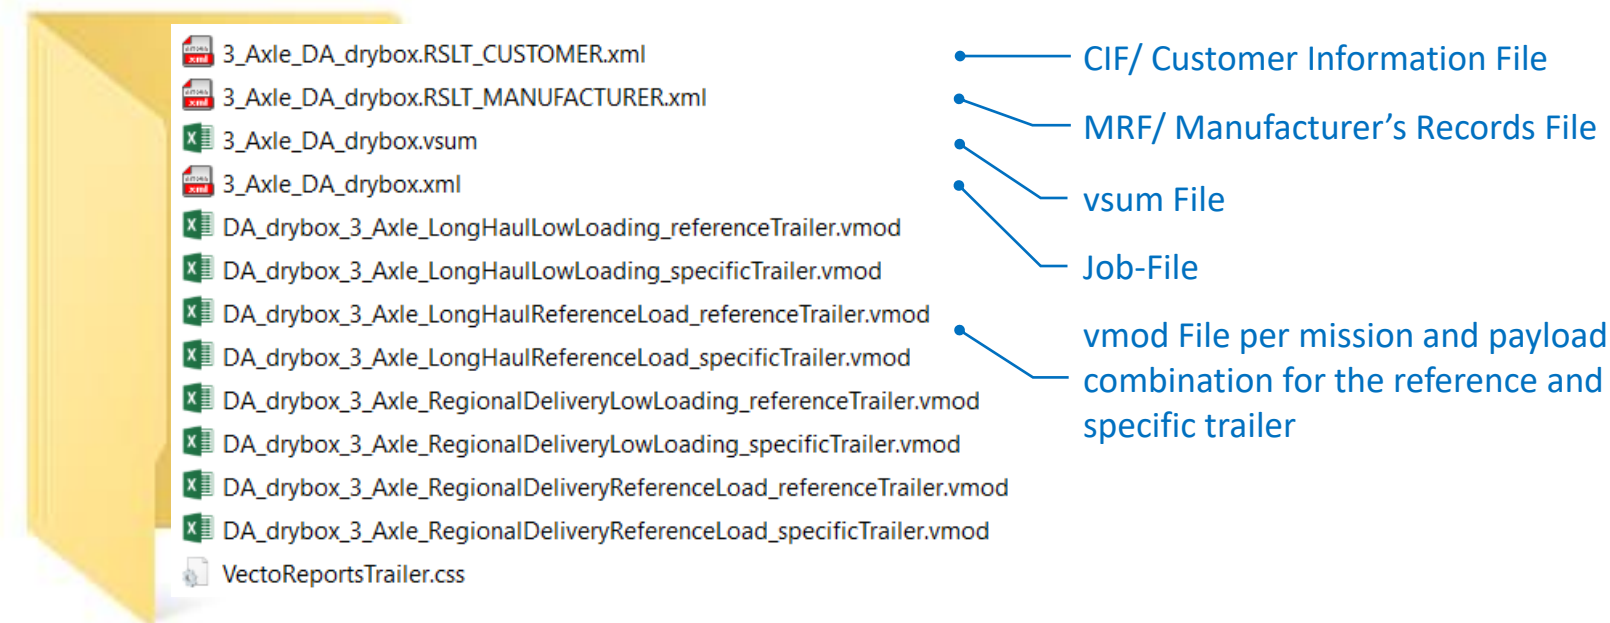 3_Axle_DA_drybox.RSLT_CUSTOMER.xml
3_Axle_DA_drybox.RSLT_MANUFACTURER.xml
3_Axle_DA_drybox.vsum
3_Axle_DA_drybox.xml
DA_drybox_3_Axle_LongHaulLowLoading_referenceTrailer.vmod
DA_drybox_3_Axle_LongHaulLowLoading_specificTrailer.vmod
DA_drybox_3_Axle_LongHaulReferenceLoad_referenceTrailer.vmod
DA_drybox_3_Axle_LongHaulReferenceLoad_specificTrailer.vmod
DA_drybox_3_Axle_RegionalDeliveryLowLoading_referenceTrailer.vmod
DA_drybox_3_Axle_RegionalDeliveryLowLoading_specificTrailer.vmod
DA_drybox_3_Axle_RegionalDeliveryReferenceLoad_referenceTrailer.vmod
DA_drybox_3_Axle_RegionalDeliveryReferenceLoad_specificTrailer.vmod
VectoReportsTrailer.css
CIF/ Customer Information File
MRF/ Manufacturer’s Records File
vsum File
Job-File
vmod File per mission and payload
combination for the reference and
specific trailer